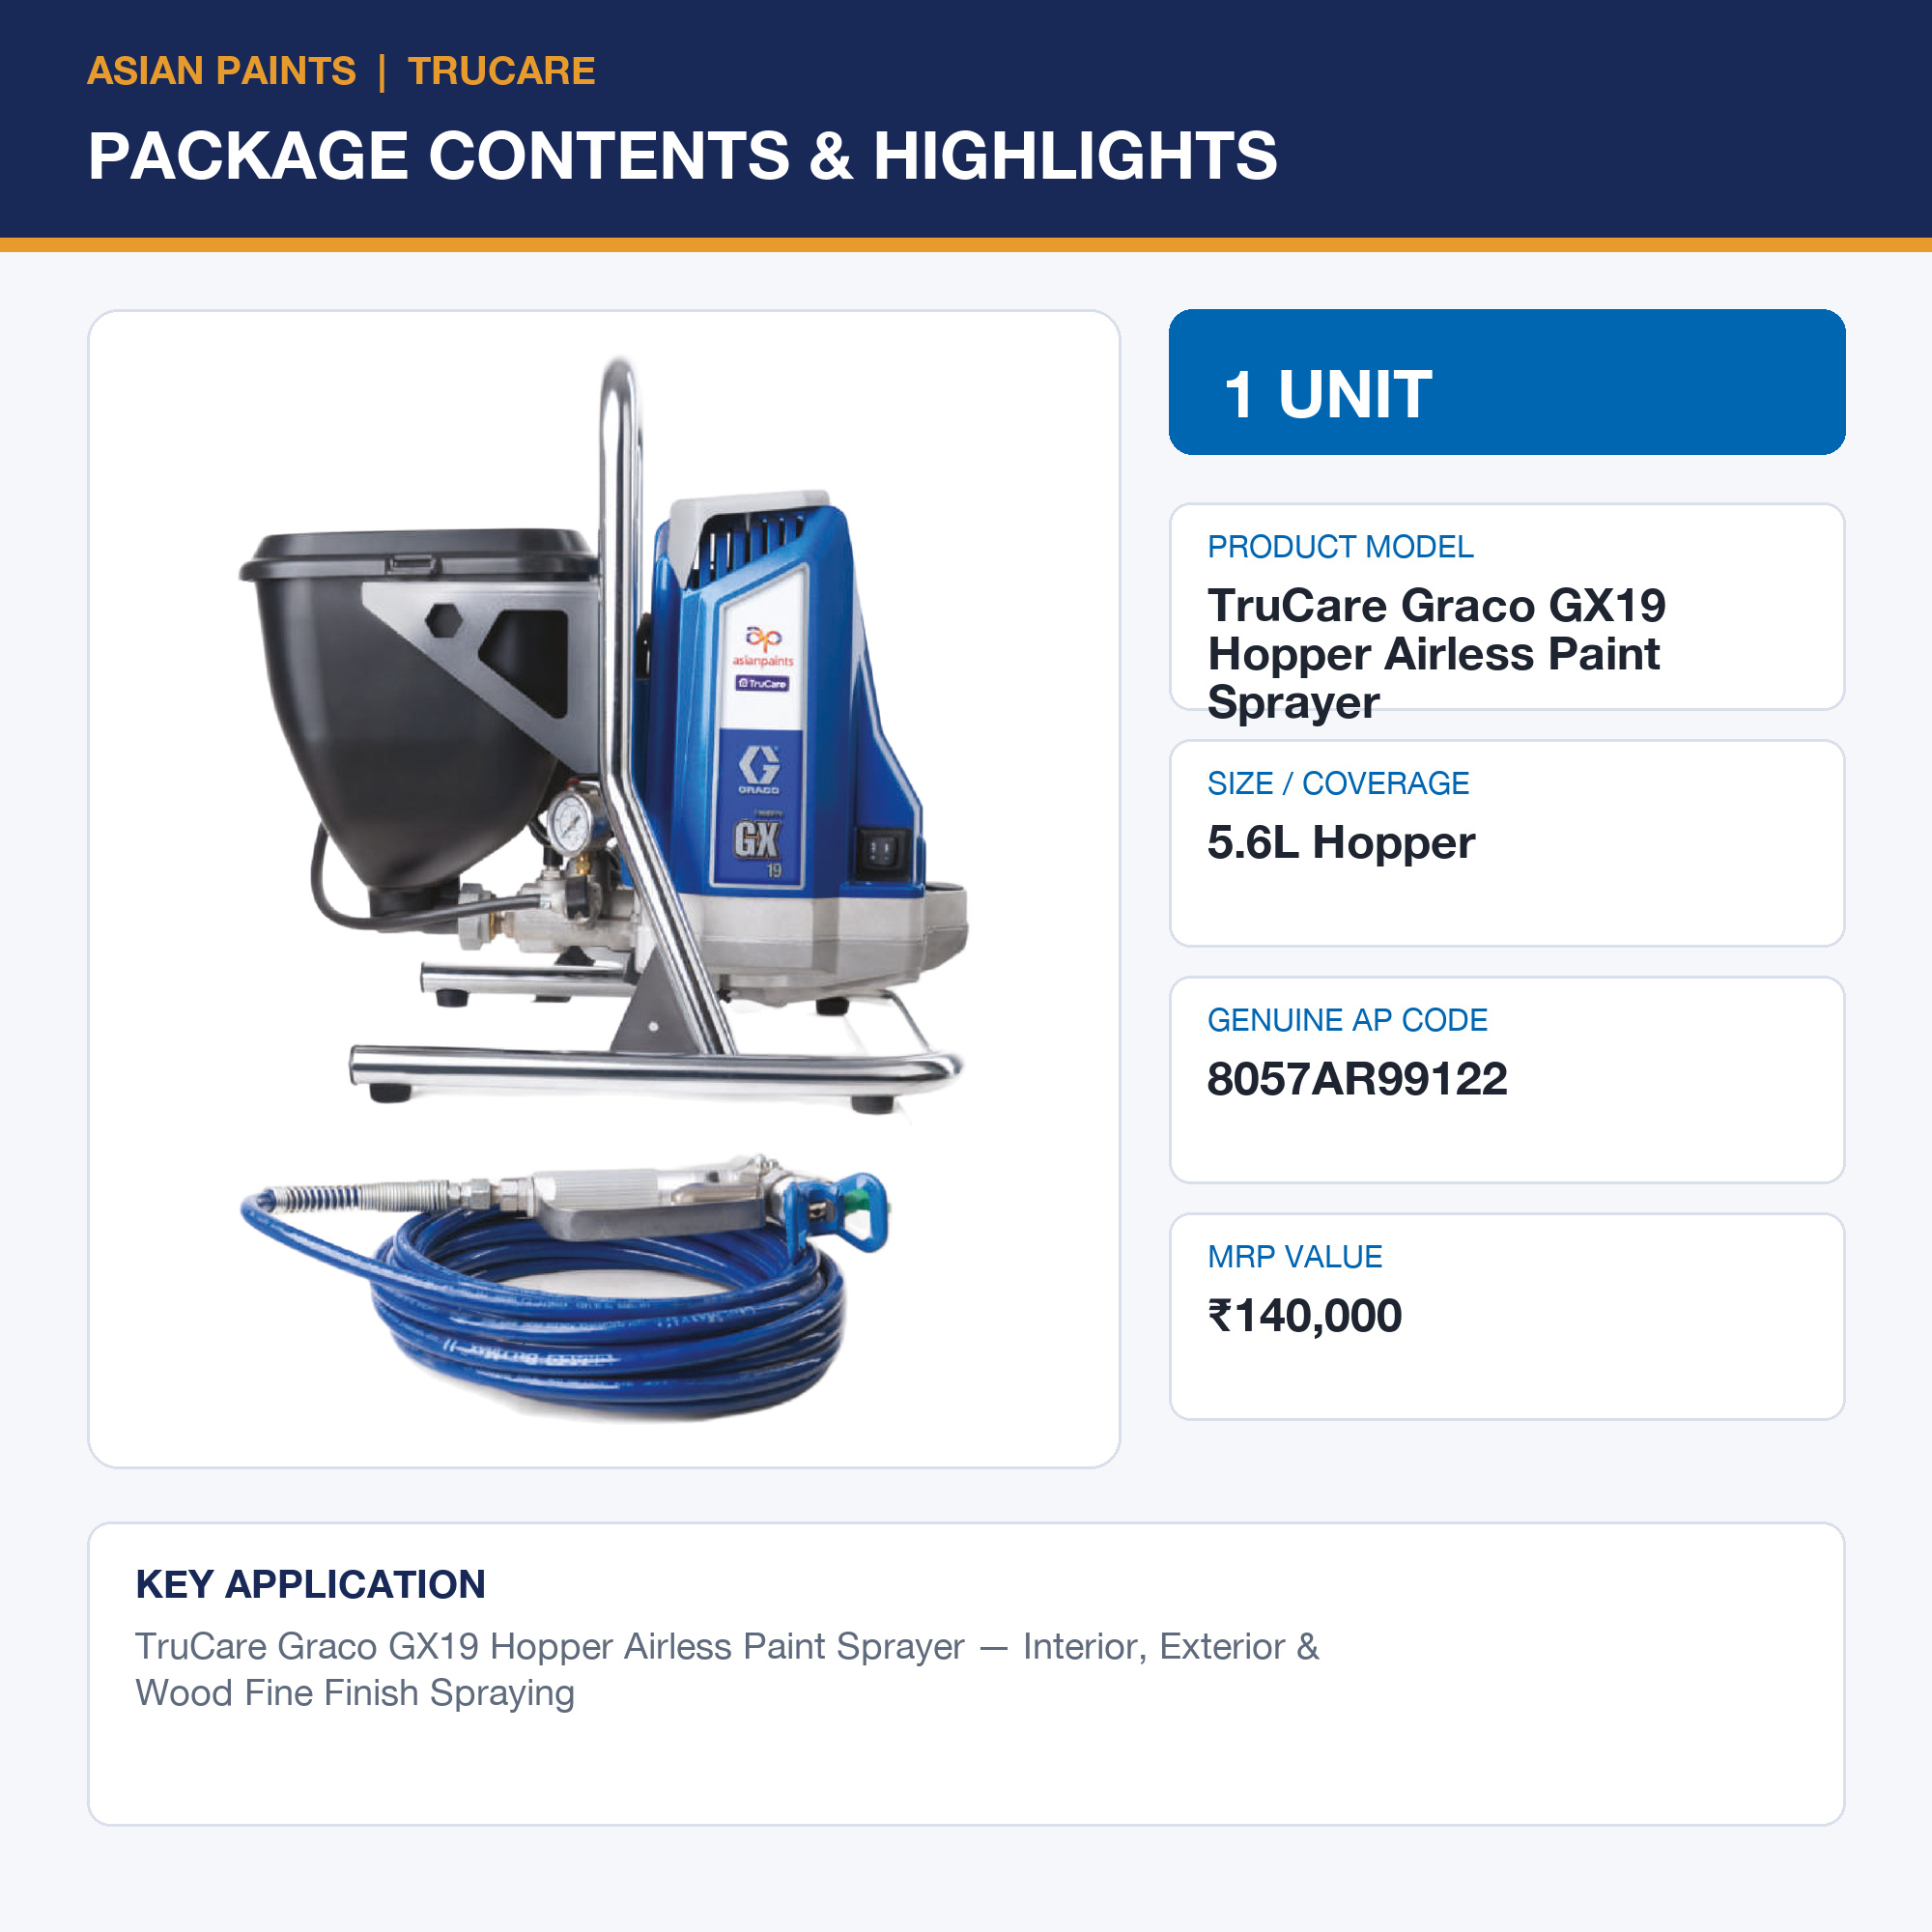 ASIAN PAINTS | TRUCARE
PACKAGE CONTENTS & HIGHLIGHTS
1 UNIT
PRODUCT MODEL
TruCare Graco GX19
Hopper Airless Paint
Sprayer
SIZE / COVERAGE
5.6L Hopper
GENUINE AP CODE
8057AR99122
MRP VALUE
₹140,000
ap
asianpaints
TruCare
GRACO
GX
19
KEY APPLICATION
TruCare Graco GX19 Hopper Airless Paint Sprayer — Interior, Exterior &
Wood Fine Finish Spraying